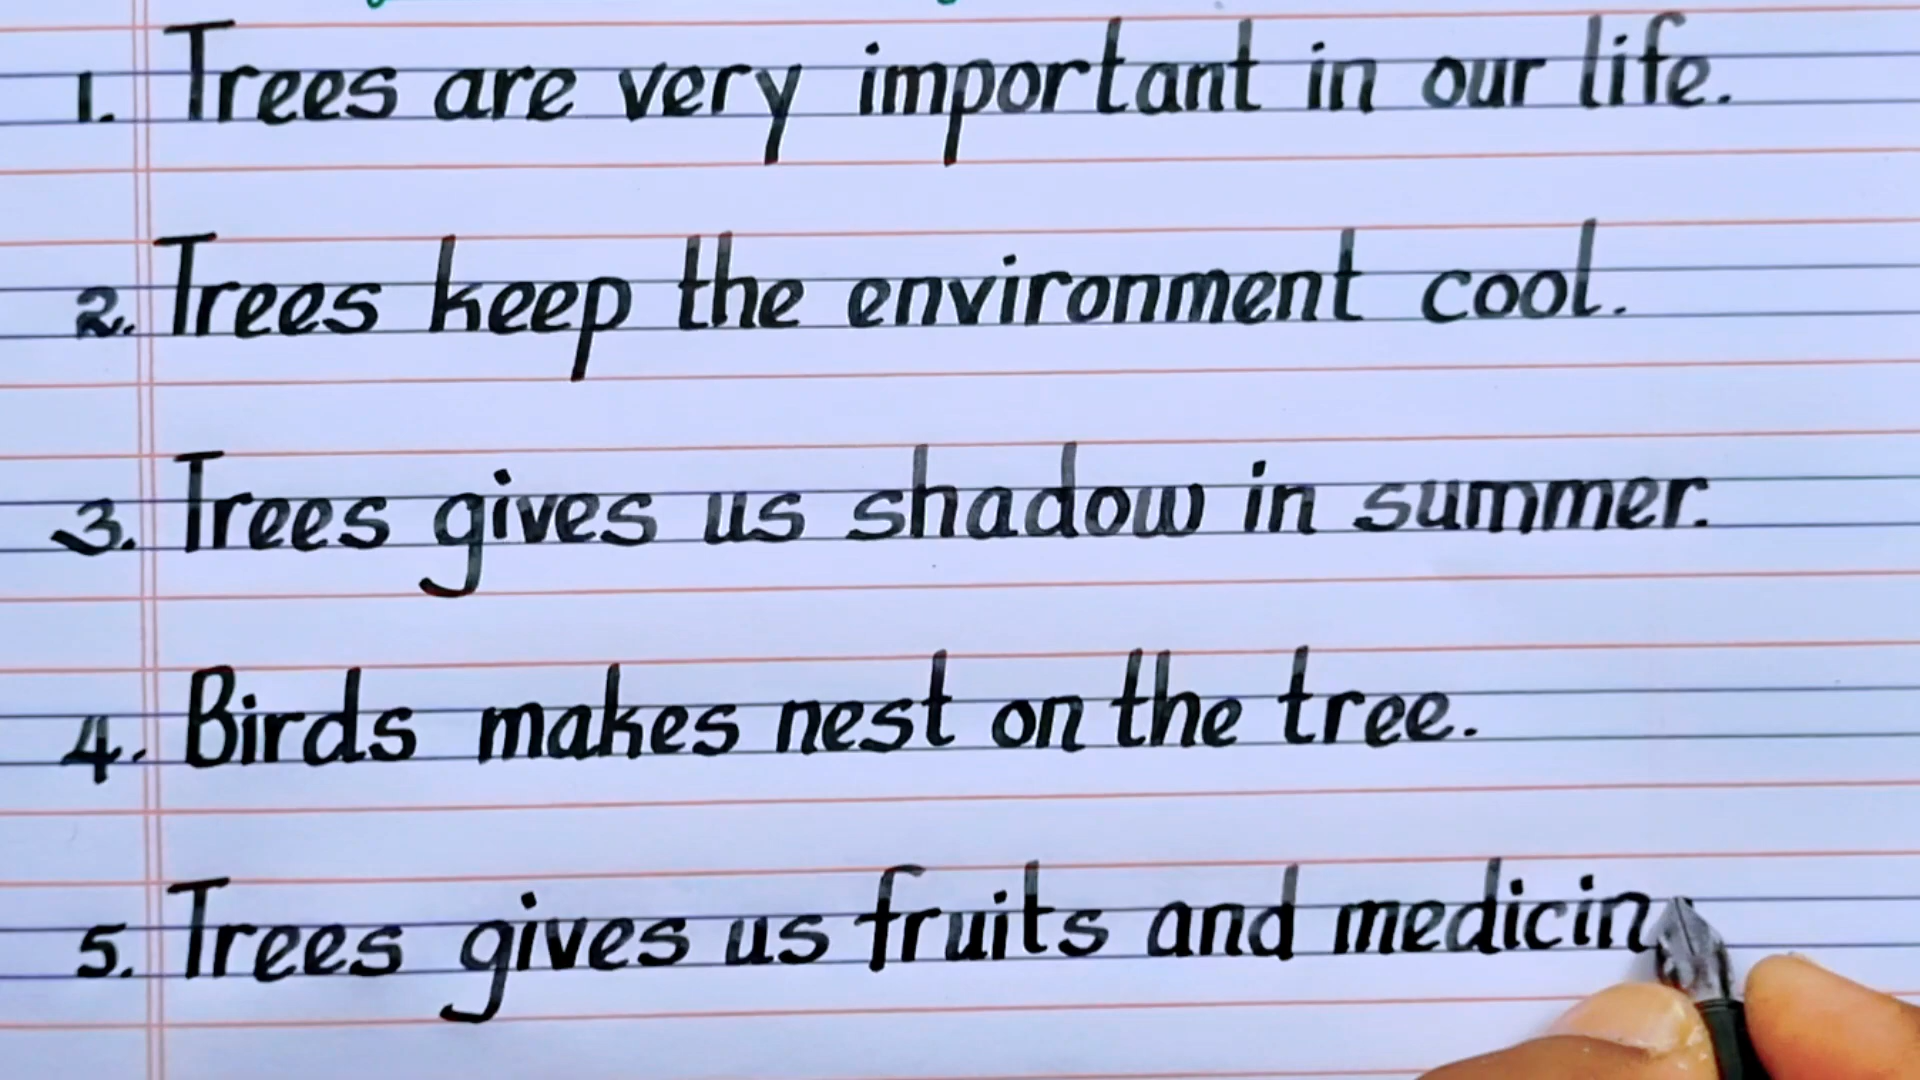 1. Trees are very important in our life.
2. Trees keep the environment cool.
3. Trees gives us shadow in summer.
4. Birds makes nest on the tree.
5. Trees gives us fruits and medicin